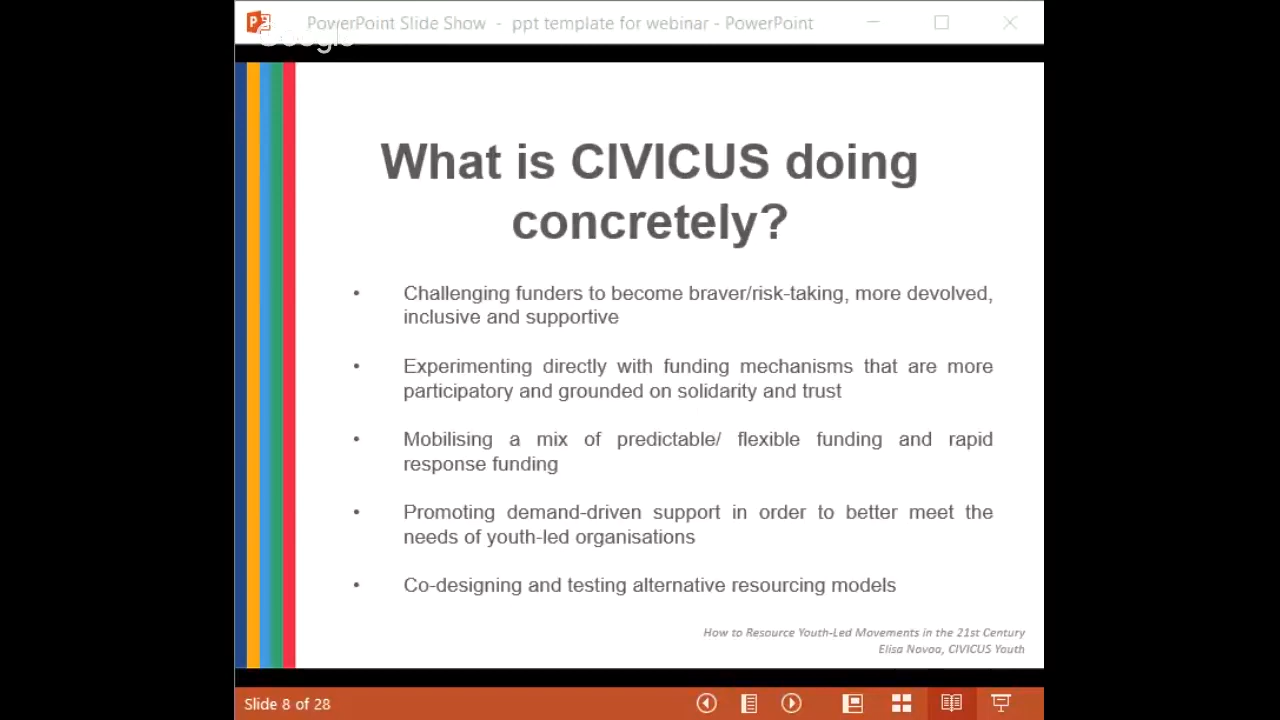 PowerPoint Slide Show - ppt template for webinar - PowerPoint
Google
What is CIVICUS doing
concretely?
• Challenging funders to become braver/risk-taking, more devolved,
inclusive and supportive
• Experimenting directly with funding mechanisms that are more
participatory and grounded on solidarity and trust
• Mobilising a mix of predictable/ flexible funding and rapid
response funding
• Promoting demand-driven support in order to better meet the
needs of youth-led organisations
• Co-designing and testing alternative resourcing models
How to Resource Youth-Led Movements in the 21st Century
Elisa Novoa, CIVICUS Youth
Slide 8 of 28